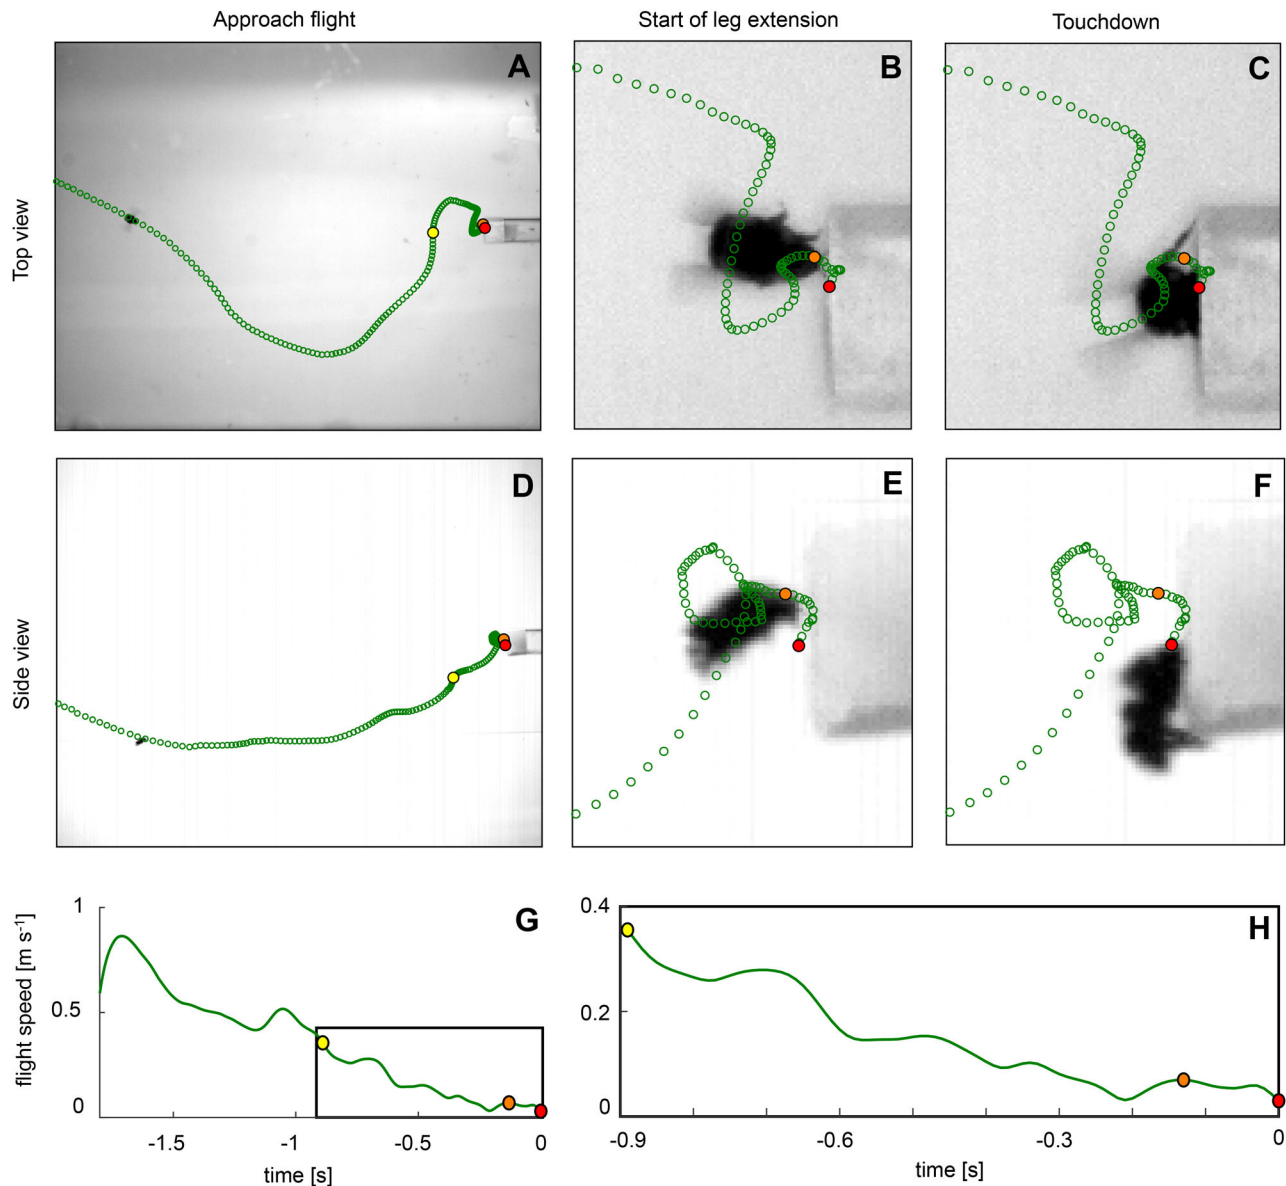 Approach flight
Start of leg extension
Touchdown
Top view
A
B
C
Side view
D
E
F
flight speed [m s-1]
1
0.5
0
G
-1.5
-1
-0.5
0
time [s]
0.4
0.2
0
H
-0.9
-0.6
-0.3
0
time [s]